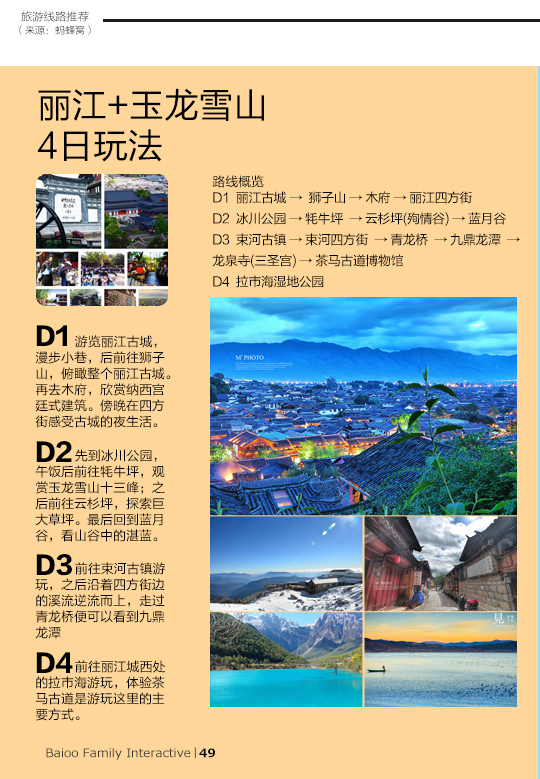 旅游线路推荐
（ 来源：蚂蜂窝 ）
丽江+玉龙雪山
4日玩法
路线概览
D1 丽江古城→ 狮子山→木府→丽江四方街
D2 冰川公园→牦牛坪 →云杉坪(殉情谷)→蓝月谷
D3 束河古镇→束河四方街 →青龙桥 →九鼎龙潭 →
龙泉寺(三圣宫)→茶马古道博物馆
D4 拉市海湿地公园
D1 游览丽江古城，
漫步小巷，后前往狮子
山，俯瞰整个丽江古城。
再去木府，欣赏纳西宫
廷式建筑。傍晚在四方
街感受古城的夜生活。
D2先到冰川公园，
午饭后前往牦牛坪，观
赏玉龙雪山十三峰；之
后前往云杉坪，探索巨
大草坪。最后回到蓝月
谷，看山谷中的湛蓝。
D3前往束河古镇游
玩，之后沿着四方街边
的溪流逆流而上，走过
青龙桥便可以看到九鼎
龙潭
D4前往丽江城西处
的拉市海游玩，体验茶
马古道是游玩这里的主
要方式。
M' PHOTO
見
Baioo Family Interactive | 49